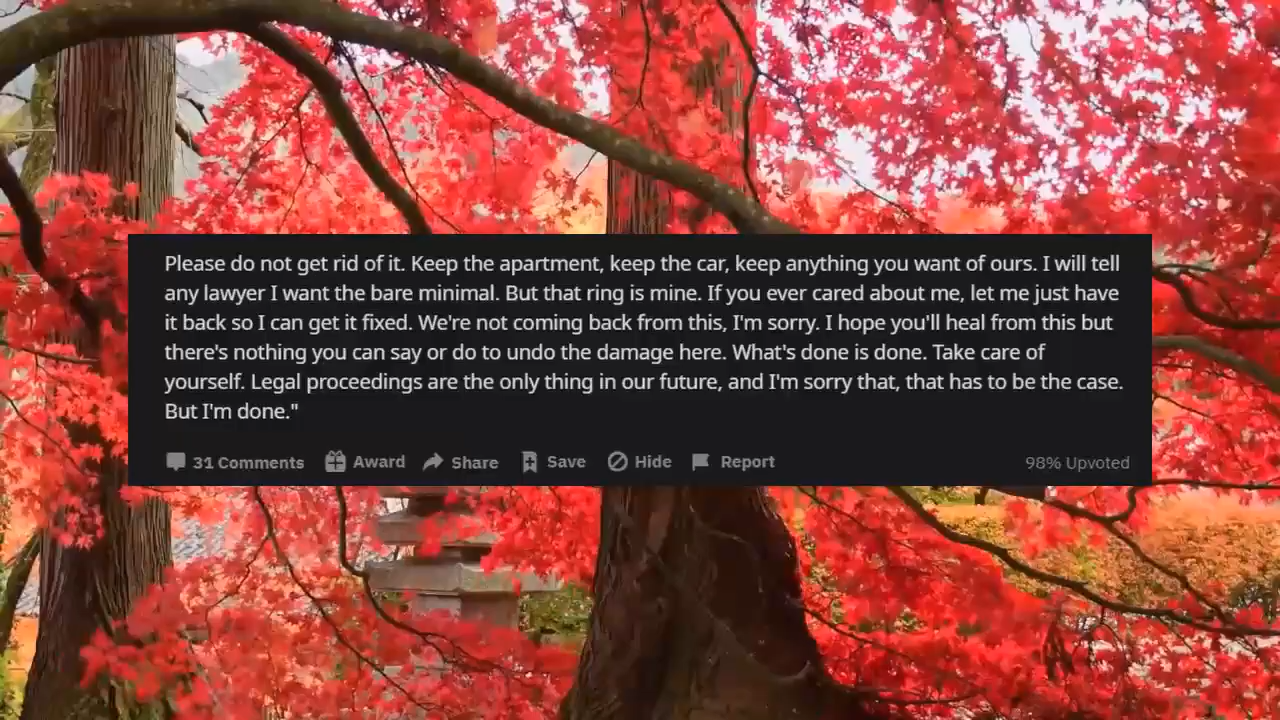 Please do not get rid of it. Keep the apartment, keep the car, keep anything you want of ours. I will tell
any lawyer I want the bare minimal. But that ring is mine. If you ever cared about me, let me just have
it back so I can get it fixed. We're not coming back from this, I'm sorry. I hope you'll heal from this but
there's nothing you can say or do to undo the damage here. What's done is done. Take care of
yourself. Legal proceedings are the only thing in our future, and I'm sorry that, that has to be the case.
But I'm done."
31 Comments Award Share Save Hide Report 98% Upvoted